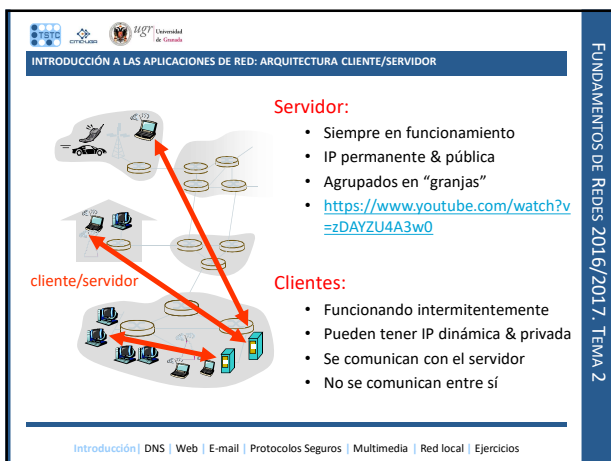 TSTC
CITIC-UGR
ugr Universidad
de Granada
INTRODUCCIÓN A LAS APLICACIONES DE RED: ARQUITECTURA CLIENTE/SERVIDOR
Servidor:
• Siempre en funcionamiento
• IP permanente & pública
• Agrupados en “granjas”
• https://www.youtube.com/watch?v
=zDAYZU4A3w0
cliente/servidor
Clientes:
• Funcionando intermitentemente
• Pueden tener IP dinámica & privada
• Se comunican con el servidor
• No se comunican entre sí
Introducción| DNS | Web | E-mail | Protocolos Seguros | Multimedia | Red local | Ejercicios
FUNDAMENTOS DE REDES 2016/2017. TEMA 2